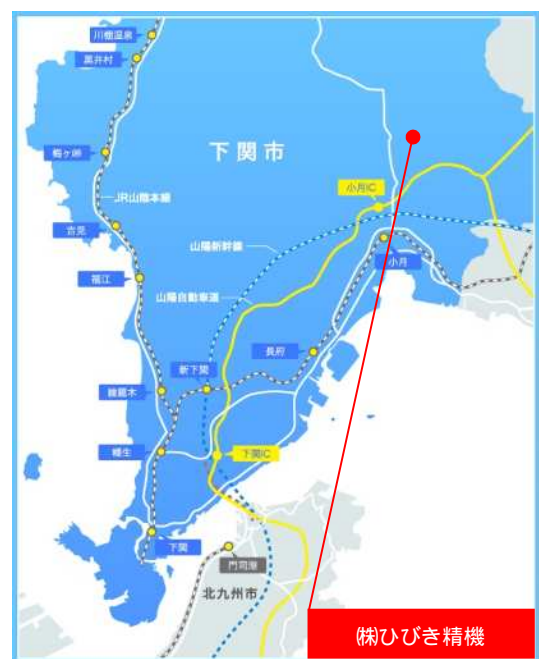 川棚温泉
黒井村
梅ヶ峠
下関市
小月IC
JR山陰本線
吉見
山陽新幹線
小月
福江
山陽自動車道
長府
新下関
綾羅木
幡生
下関IC
下関
門司港
北九州市
㈱ひびき精機